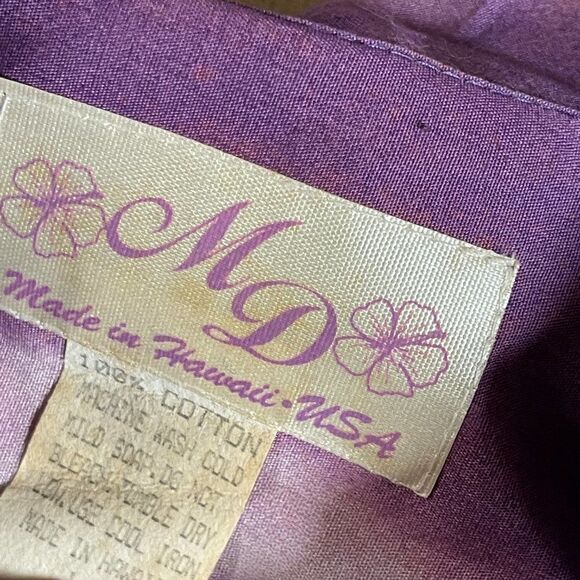 MD
Made in Hawaii • USA
100% COTTON
MACHINE WASH COLD
MILD SOAP-DO NOT
BLEACH-TUMBLE DRY
LOW-USE COOL IRON
MADE IN HAWAII